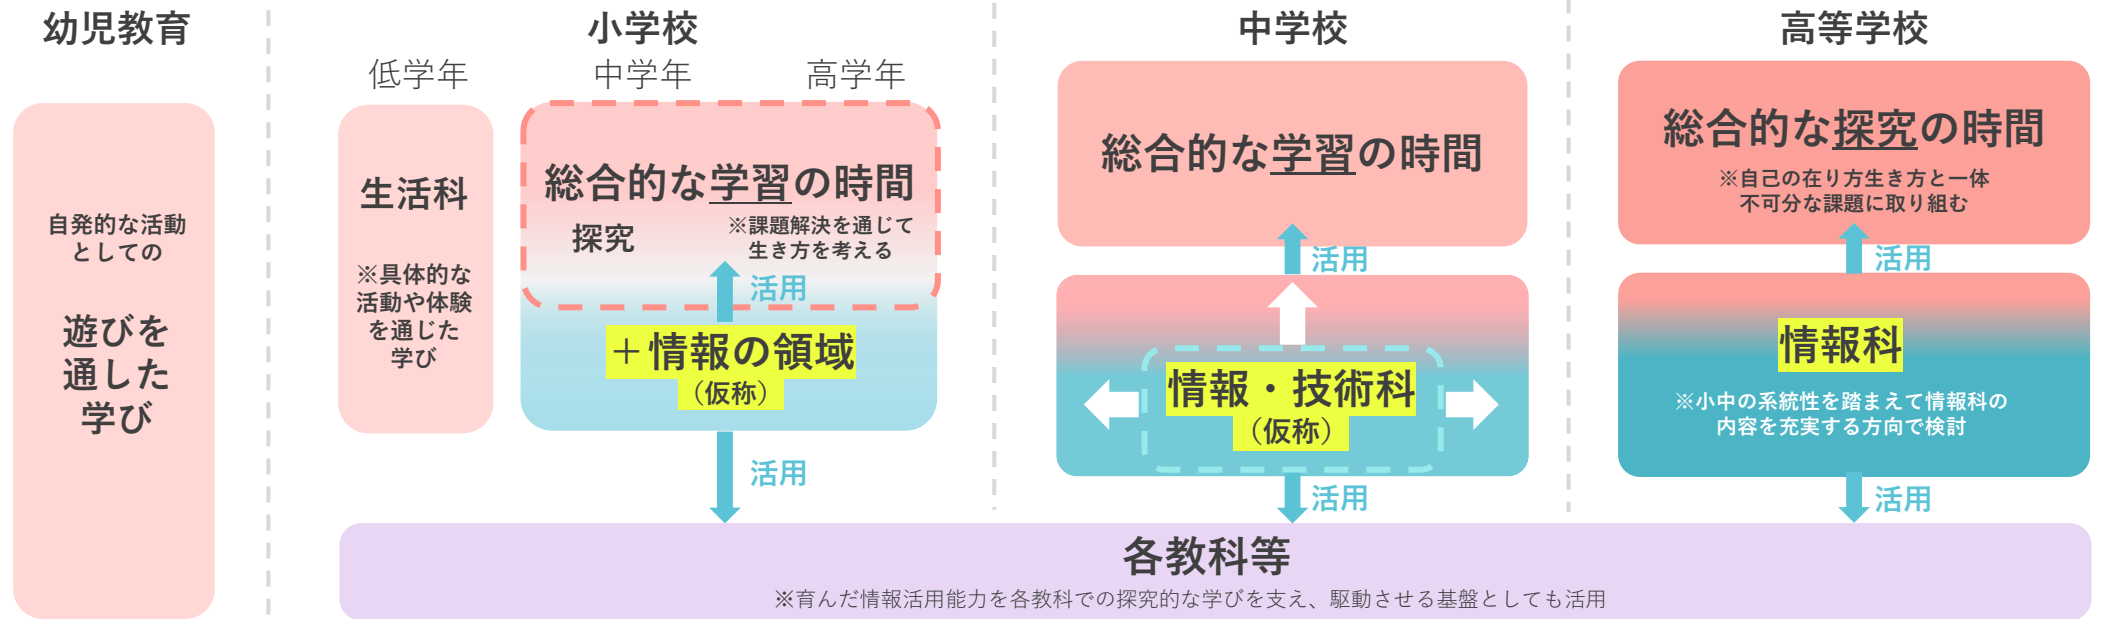 幼児教育
自発的な活動
としての
遊びを
通した
学び
小学校
低学年
中学年
高学年
生活科
※具体的な
活動や体験
を通じた
学び
総合的な学習の時間
探究
※課題解決を通じて
生き方を考える
活用
＋情報の領域
（仮称）
活用
中学校
総合的な学習の時間
活用
情報・技術科
（仮称）
活用
高等学校
総合的な探究の時間
※自己の在り方生き方と一体
不可分な課題に取り組む
活用
情報科
※小中の系統性を踏まえて情報科の
内容を充実する方向で検討
活用
各教科等
※育んだ情報活用能力を各教科での探究的な学びを支え、駆動させる基盤としても活用